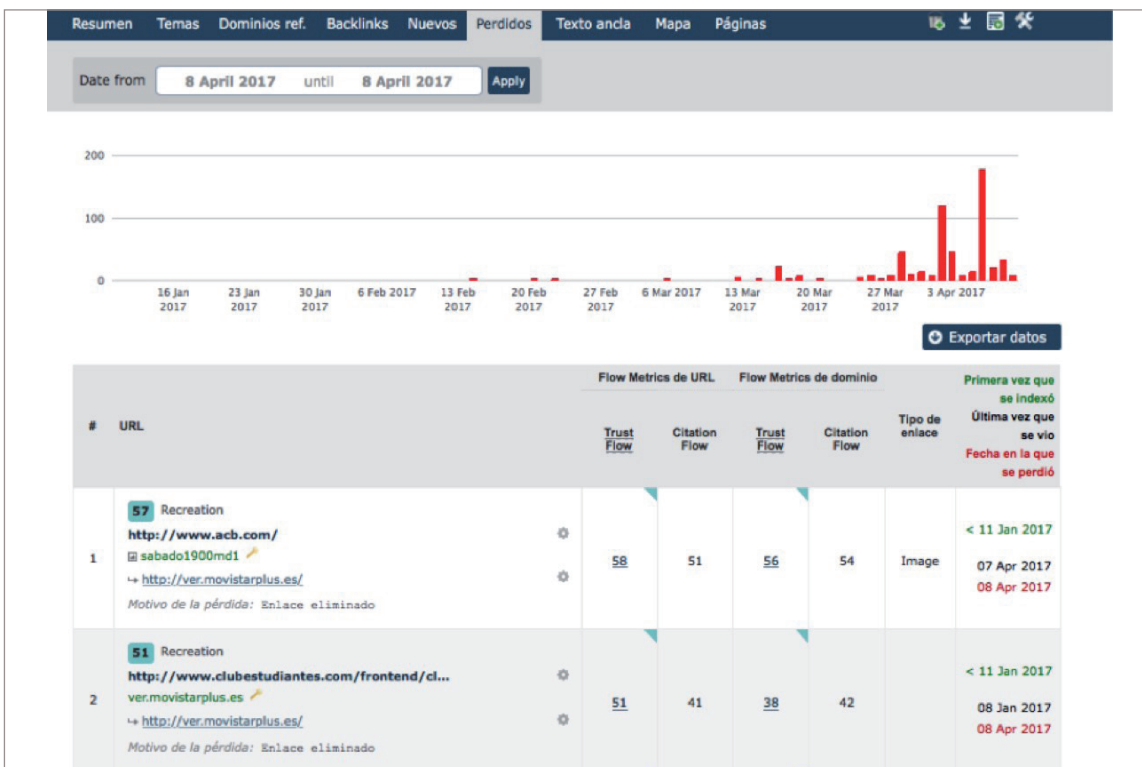 Resumen Temas Dominios ref. Backlinks Nuevos Perdidos Texto ancla Mapa Páginas
Date from 8 April 2017 until 8 April 2017 Apply
200
100
0
16 Jan 2017 23 Jan 2017 30 Jan 2017 6 Feb 2017 13 Feb 2017 20 Feb 2017 27 Feb 2017 6 Mar 2017 13 Mar 2017 20 Mar 2017 27 Mar 2017 3 Apr 2017
Exportar datos
Flow Metrics de URL Flow Metrics de dominio
# URL Trust Flow Citation Flow Trust Flow Citation Flow Tipo de enlace
Primera vez que
se indexó
Última vez que
se vio
Fecha en la que
se perdió
57 Recreation
http://www.acb.com/
1 sabado1900md1 58 51 56 54 Image
http://ver.movistarplus.es/
Motivo de la pérdida: Enlace eliminado
< 11 Jan 2017
07 Apr 2017
08 Apr 2017
51 Recreation
http://www.clubestudiantes.com/frontend/cl...
2 ver.movistarplus.es 51 41 38 42
http://ver.movistarplus.es/
Motivo de la pérdida: Enlace eliminado
< 11 Jan 2017
08 Jan 2017
08 Apr 2017